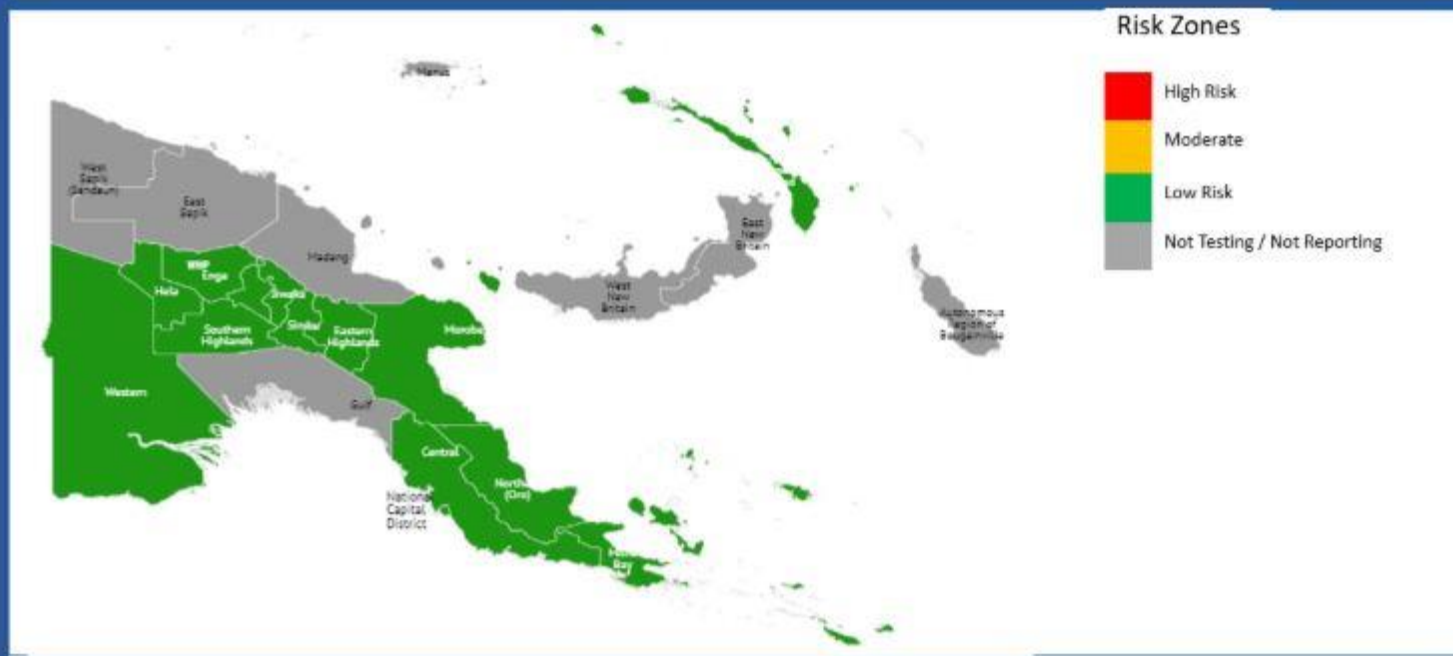 Risk Zones
High Risk
Moderate
Low Risk
Not Testing / Not Reporting
Manus
West
Sepik
(Sandaun)
East
Sepik
Madang
East
New
Britain
West
New
Britain
Autonomous
Region of
Bougainville
WHP
Enga
Hela
Jiwaka
Simbu
Southern
Highlands
Eastern
Highlands
Morobe
Western
Gulf
Central
National
Capital
District
(Oro)
Bay